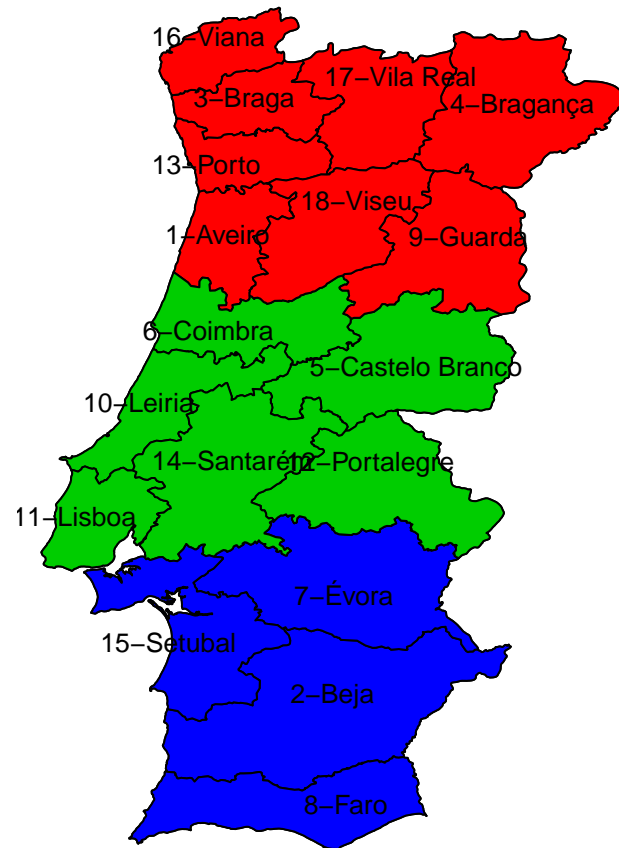 16–Viana
17–Vila Real
3–Braga
4–Bragança
13–Porto
18–Viseu
1–Aveiro
9–Guarda
6–Coimbra
5–Castelo Branco
10–Leiria
14–Santarém
12–Portalegre
11–Lisboa
7–Évora
15–Setubal
2–Beja
8–Faro